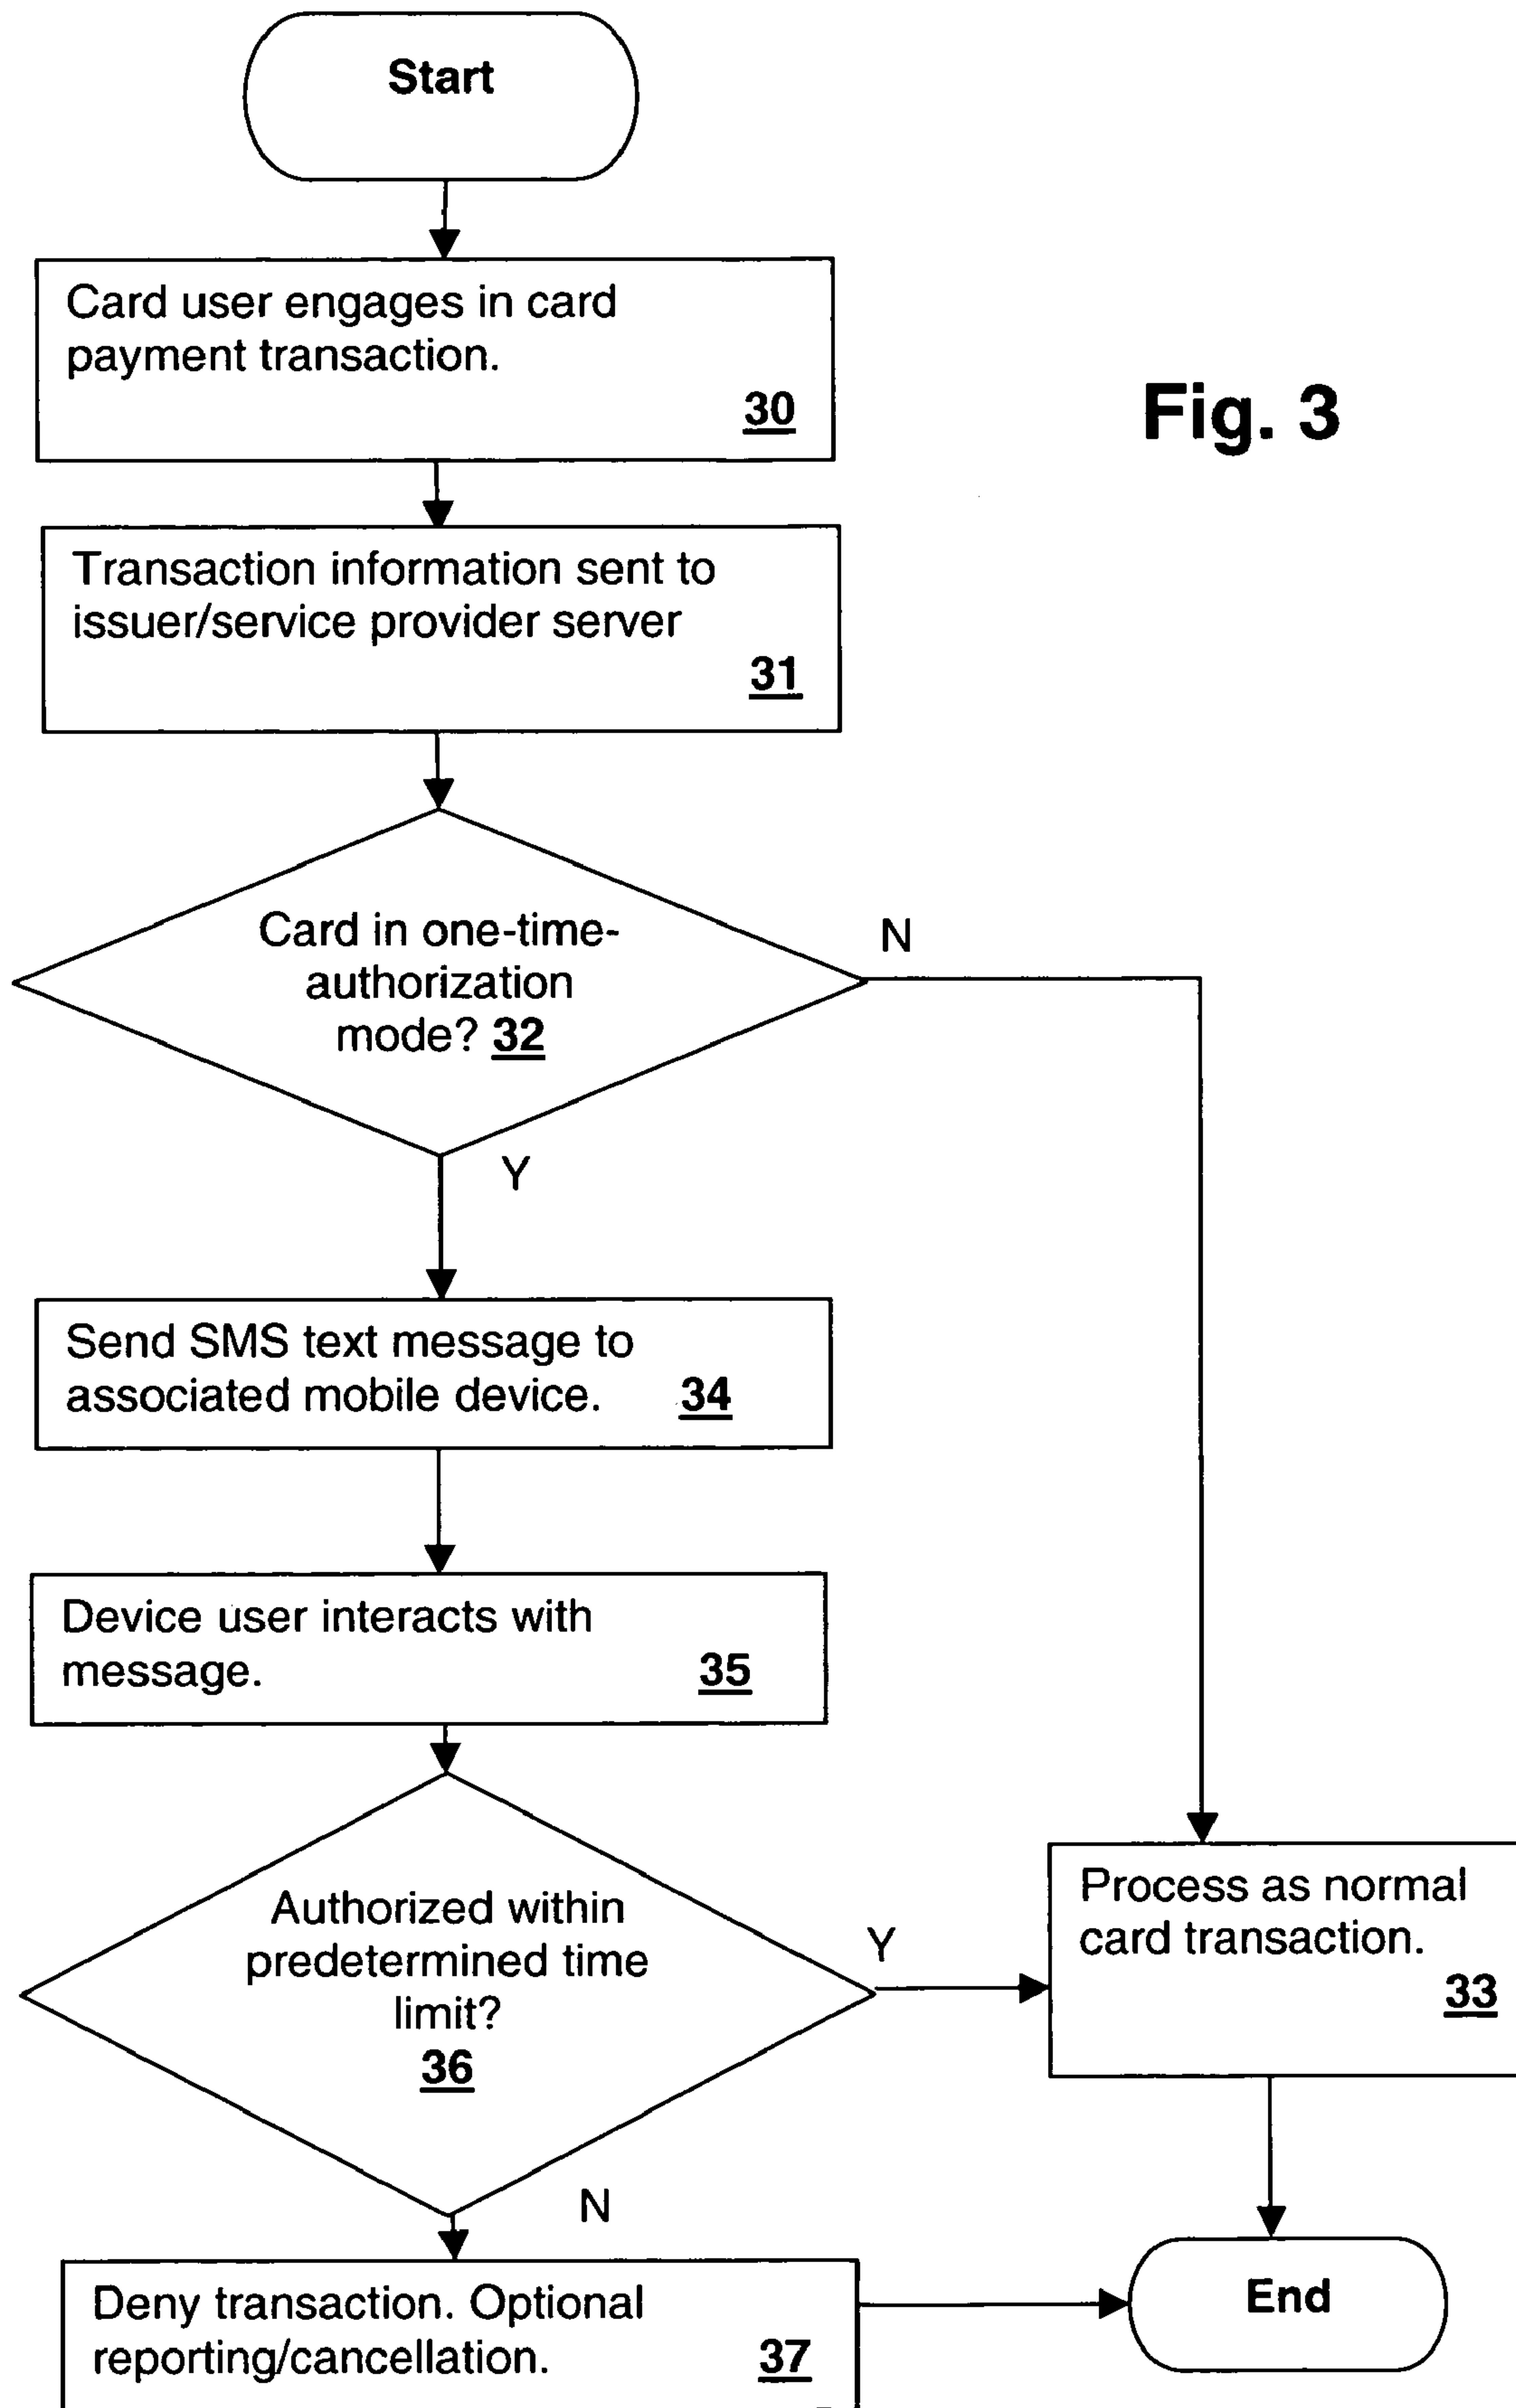 Start
Card user engages in card
payment transaction.
30
Fig. 3
Transaction information sent to
issuer/service provider server
31
Card in one-time-
authorization
mode? 32
N
Y
Send SMS text message to
associated mobile device. 34
Device user interacts with
message. 35
Authorized within
predetermined time
limit?
36
Y
Process as normal
card transaction.
33
N
Deny transaction. Optional
reporting/cancellation. 37
End